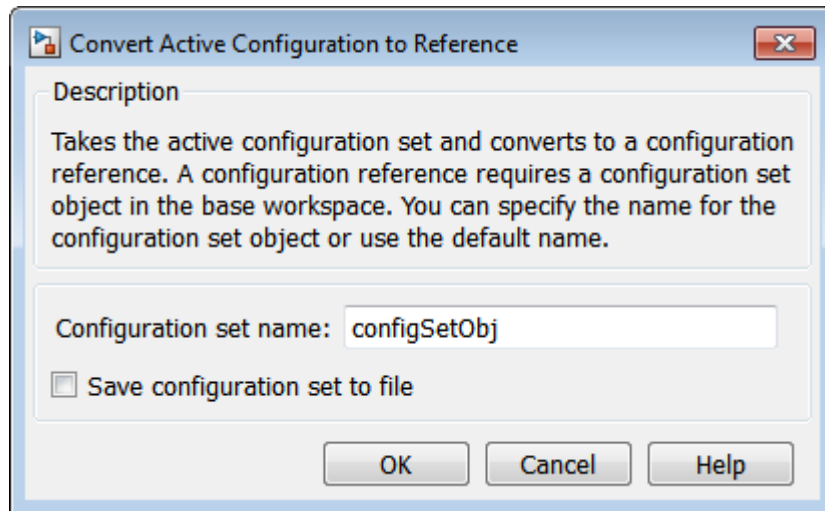 Convert Active Configuration to Reference
Description
Takes the active configuration set and converts to a configuration
reference. A configuration reference requires a configuration set
object in the base workspace. You can specify the name for the
configuration set object or use the default name.
Configuration set name: configSetObj
Save configuration set to file
OK Cancel Help